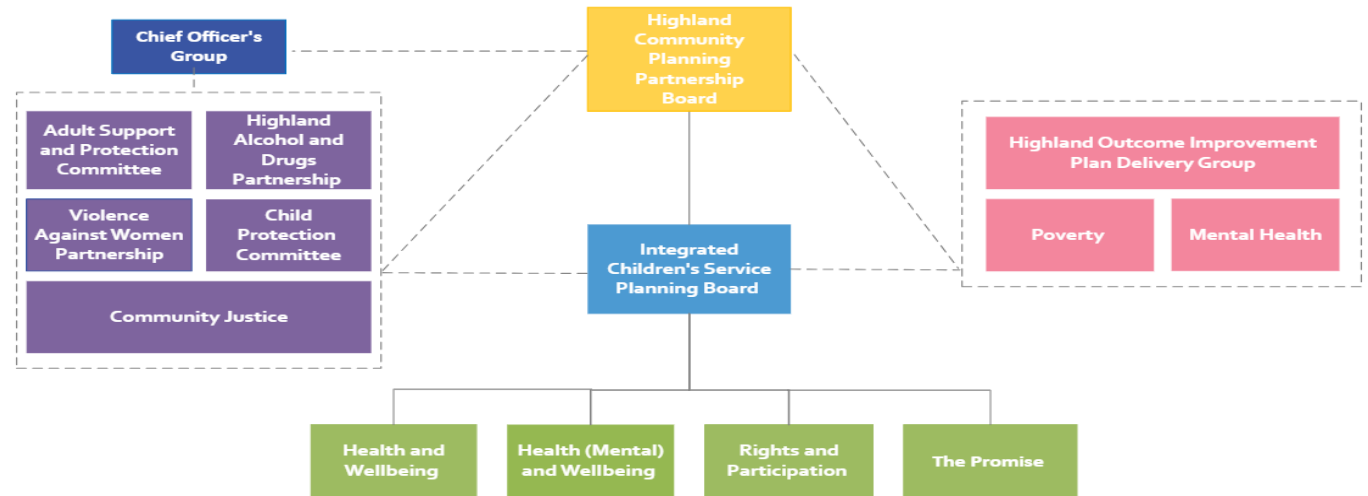 Chief Officer's
Group
Highland
Community
Planning
Partnership
Board
Adult Support
and Protection
Committee
Highland
Alcohol and
Drugs
Partnership
Violence
Against Women
Partnership
Child
Protection
Committee
Community Justice
Integrated
Children's Service
Planning Board
Highland Outcome Improvement
Plan Delivery Group
Poverty
Mental Health
Health and
Wellbeing
Health (Mental)
and Wellbeing
Rights and
Participation
The Promise